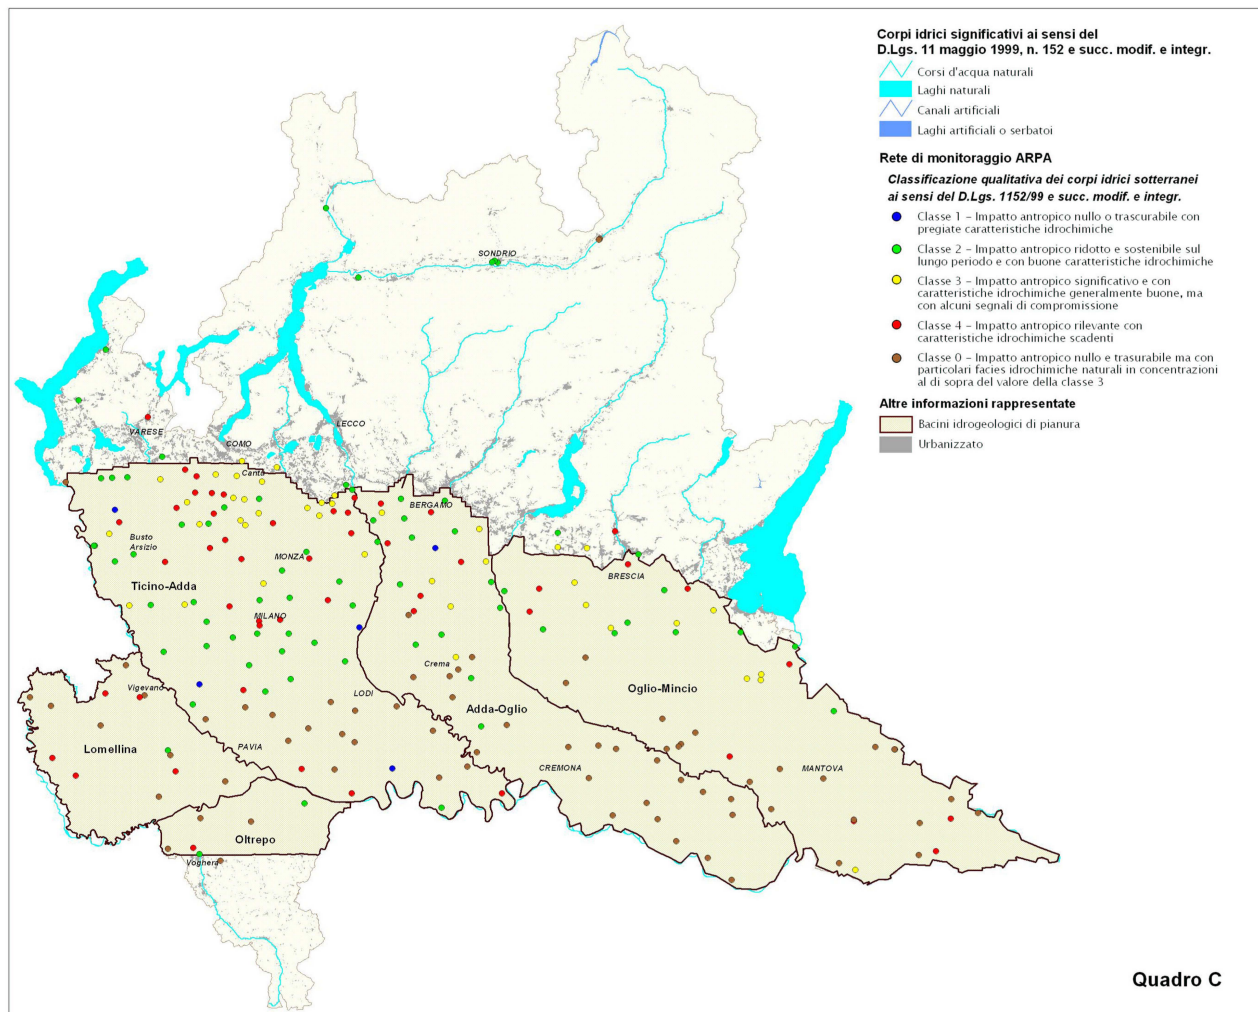 Corpi idrici significativi ai sensi del
D.Lgs. 11 maggio 1999, n. 152 e succ. modif. e integr.
Corsi d'acqua naturali
Laghi naturali
Canali artificiali
Laghi artificiali o serbatoi
Rete di monitoraggio ARPA
Classificazione qualitativa dei corpi idrici sotterranei
ai sensi del D.Lgs. 1152/99 e succ. modif. e integr.
Classe 1 – Impatto antropico nullo o trascurabile con
pregiate caratteristiche idrochimiche
Classe 2 – Impatto antropico ridotto e sostenibile sul
lungo periodo e con buone caratteristiche idrochimiche
Classe 3 – Impatto antropico significativo e con
caratteristiche idrochimiche generalmente buone, ma
con alcuni segnali di compromissione
Classe 4 – Impatto antropico rilevante con
caratteristiche idrochimiche scadenti
Classe 0 – Impatto antropico nullo e trasurabile ma con
particolari facies idrochimiche naturali in concentrazioni
al di sopra del valore della classe 3
Altre informazioni rappresentate
Bacini idrogeologici di pianura
Urbanizzato
SONDRIO
LECCO
VARESE
COMO
Cantù
BERGAMO
Busto
Arsizio
MONZA
BRESCIA
Ticino-Adda
MILANO
Crema
Vigevano
LODI
Oglio-Mincio
Adda-Oglio
Lomellina
PAVIA
CREMONA
MANTOVA
Oltrepo
Voghera
Quadro C